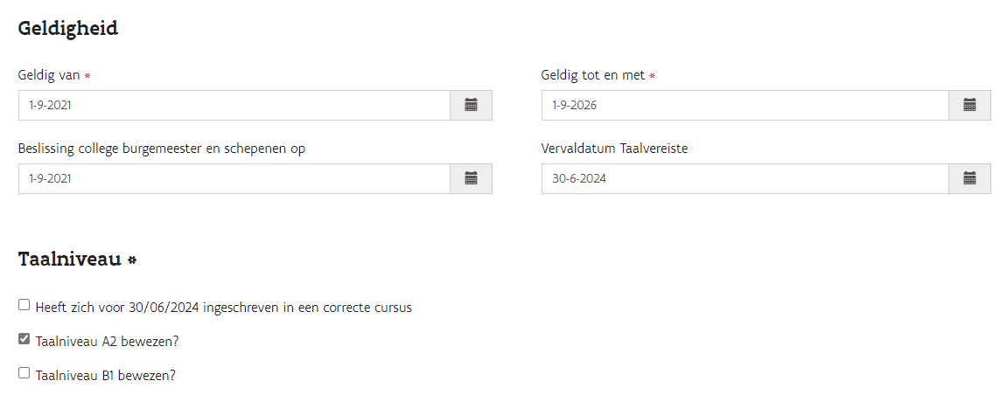 Geldigheid
Geldig van *
Geldig tot en met *
1-9-2021
1-9-2026
Beslissing college burgemeester en schepenen op
Vervaldatum Taalvereiste
1-9-2021
30-6-2024
Taalniveau *
Heeft zich voor 30/06/2024 ingeschreven in een correcte cursus
Taalniveau A2 bewezen?
Taalniveau B1 bewezen?